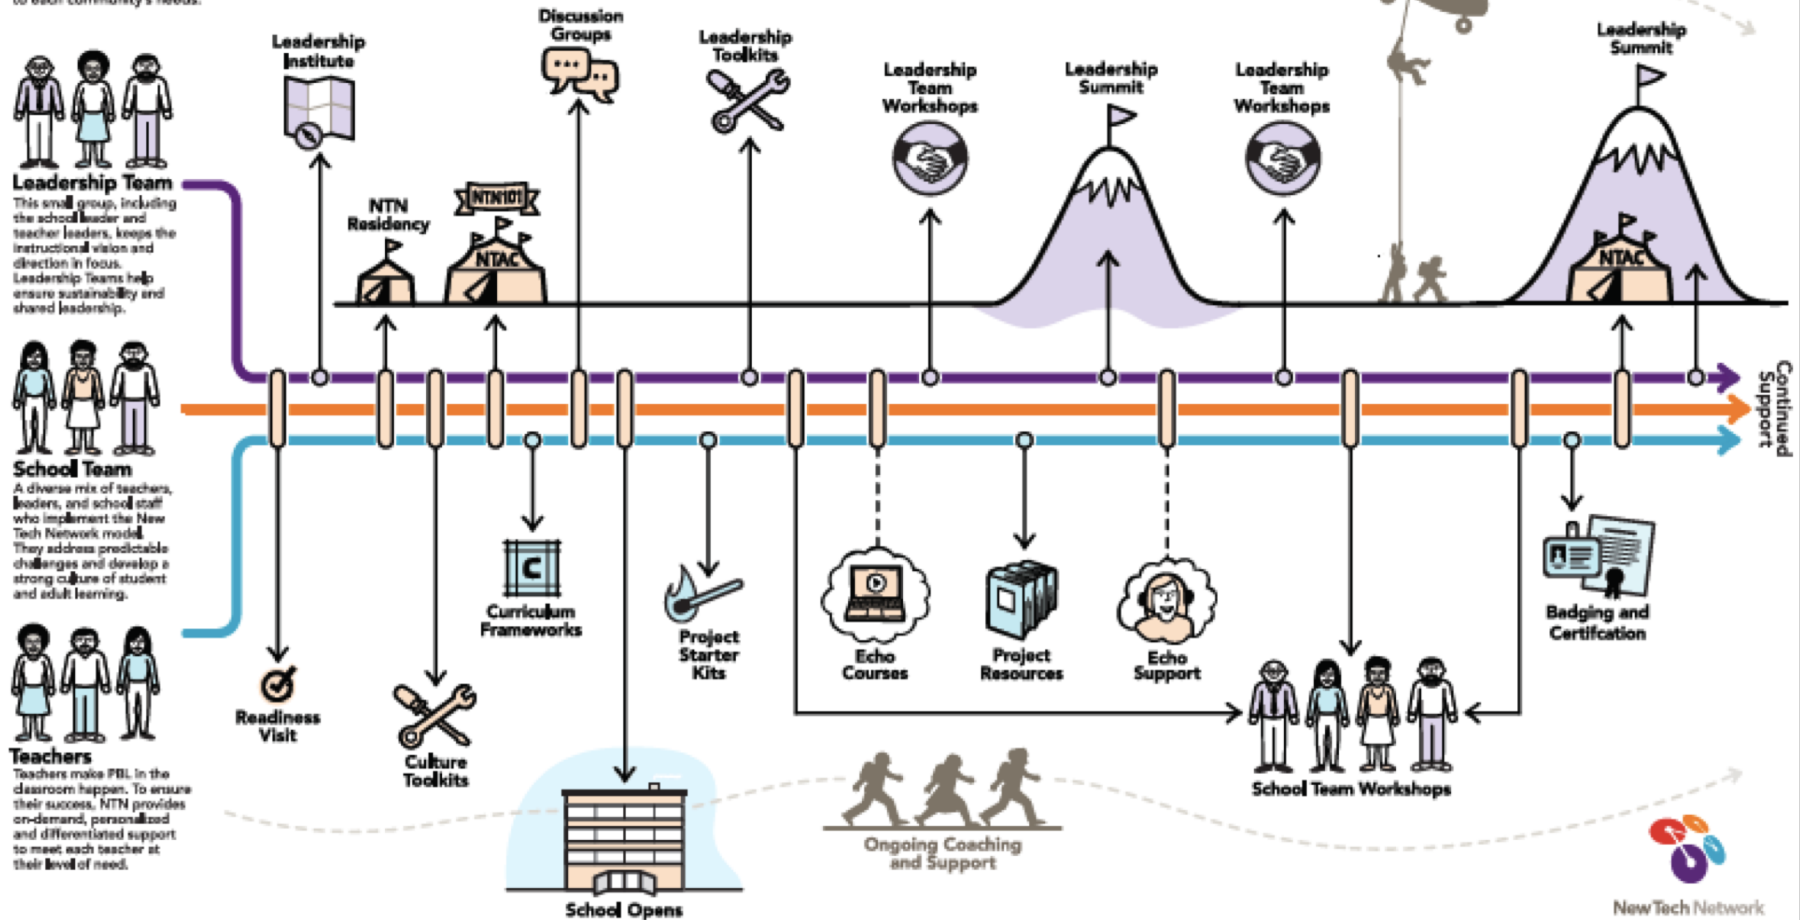 to each community's needs.
Leadership
Institute
Discussion
Groups
Leadership
Toolkits
Leadership
Team
Workshops
Leadership
Summit
Leadership
Team
Workshops
Leadership
Summit
NTN
Residency
NTN101
NTAC
NTAC
Leadership Team
This small group, including
the school leader and
teacher leaders, keeps the
instructional vision and
direction in focus.
Leadership Teams help
ensure sustainability and
shared leadership.
School Team
A diverse mix of teachers,
leaders, and school staff
who implement the New
Tech Network model.
They address predictable
challenges and develop a
strong culture of student
and adult learning.
Teachers
Teachers make PBL in the
classroom happen. To ensure
their success, NTN provides
on-demand, personalized
and differentiated support
to meet each teacher at
their level of need.
Continued
Support
Readiness
Visit
Culture
Toolkits
C
Curriculum
Frameworks
School Opens
Project
Starter
Kits
Echo
Courses
Project
Resources
Echo
Support
School Team Workshops
Badging and
Certifcation
Ongoing Coaching
and Support
New Tech Network